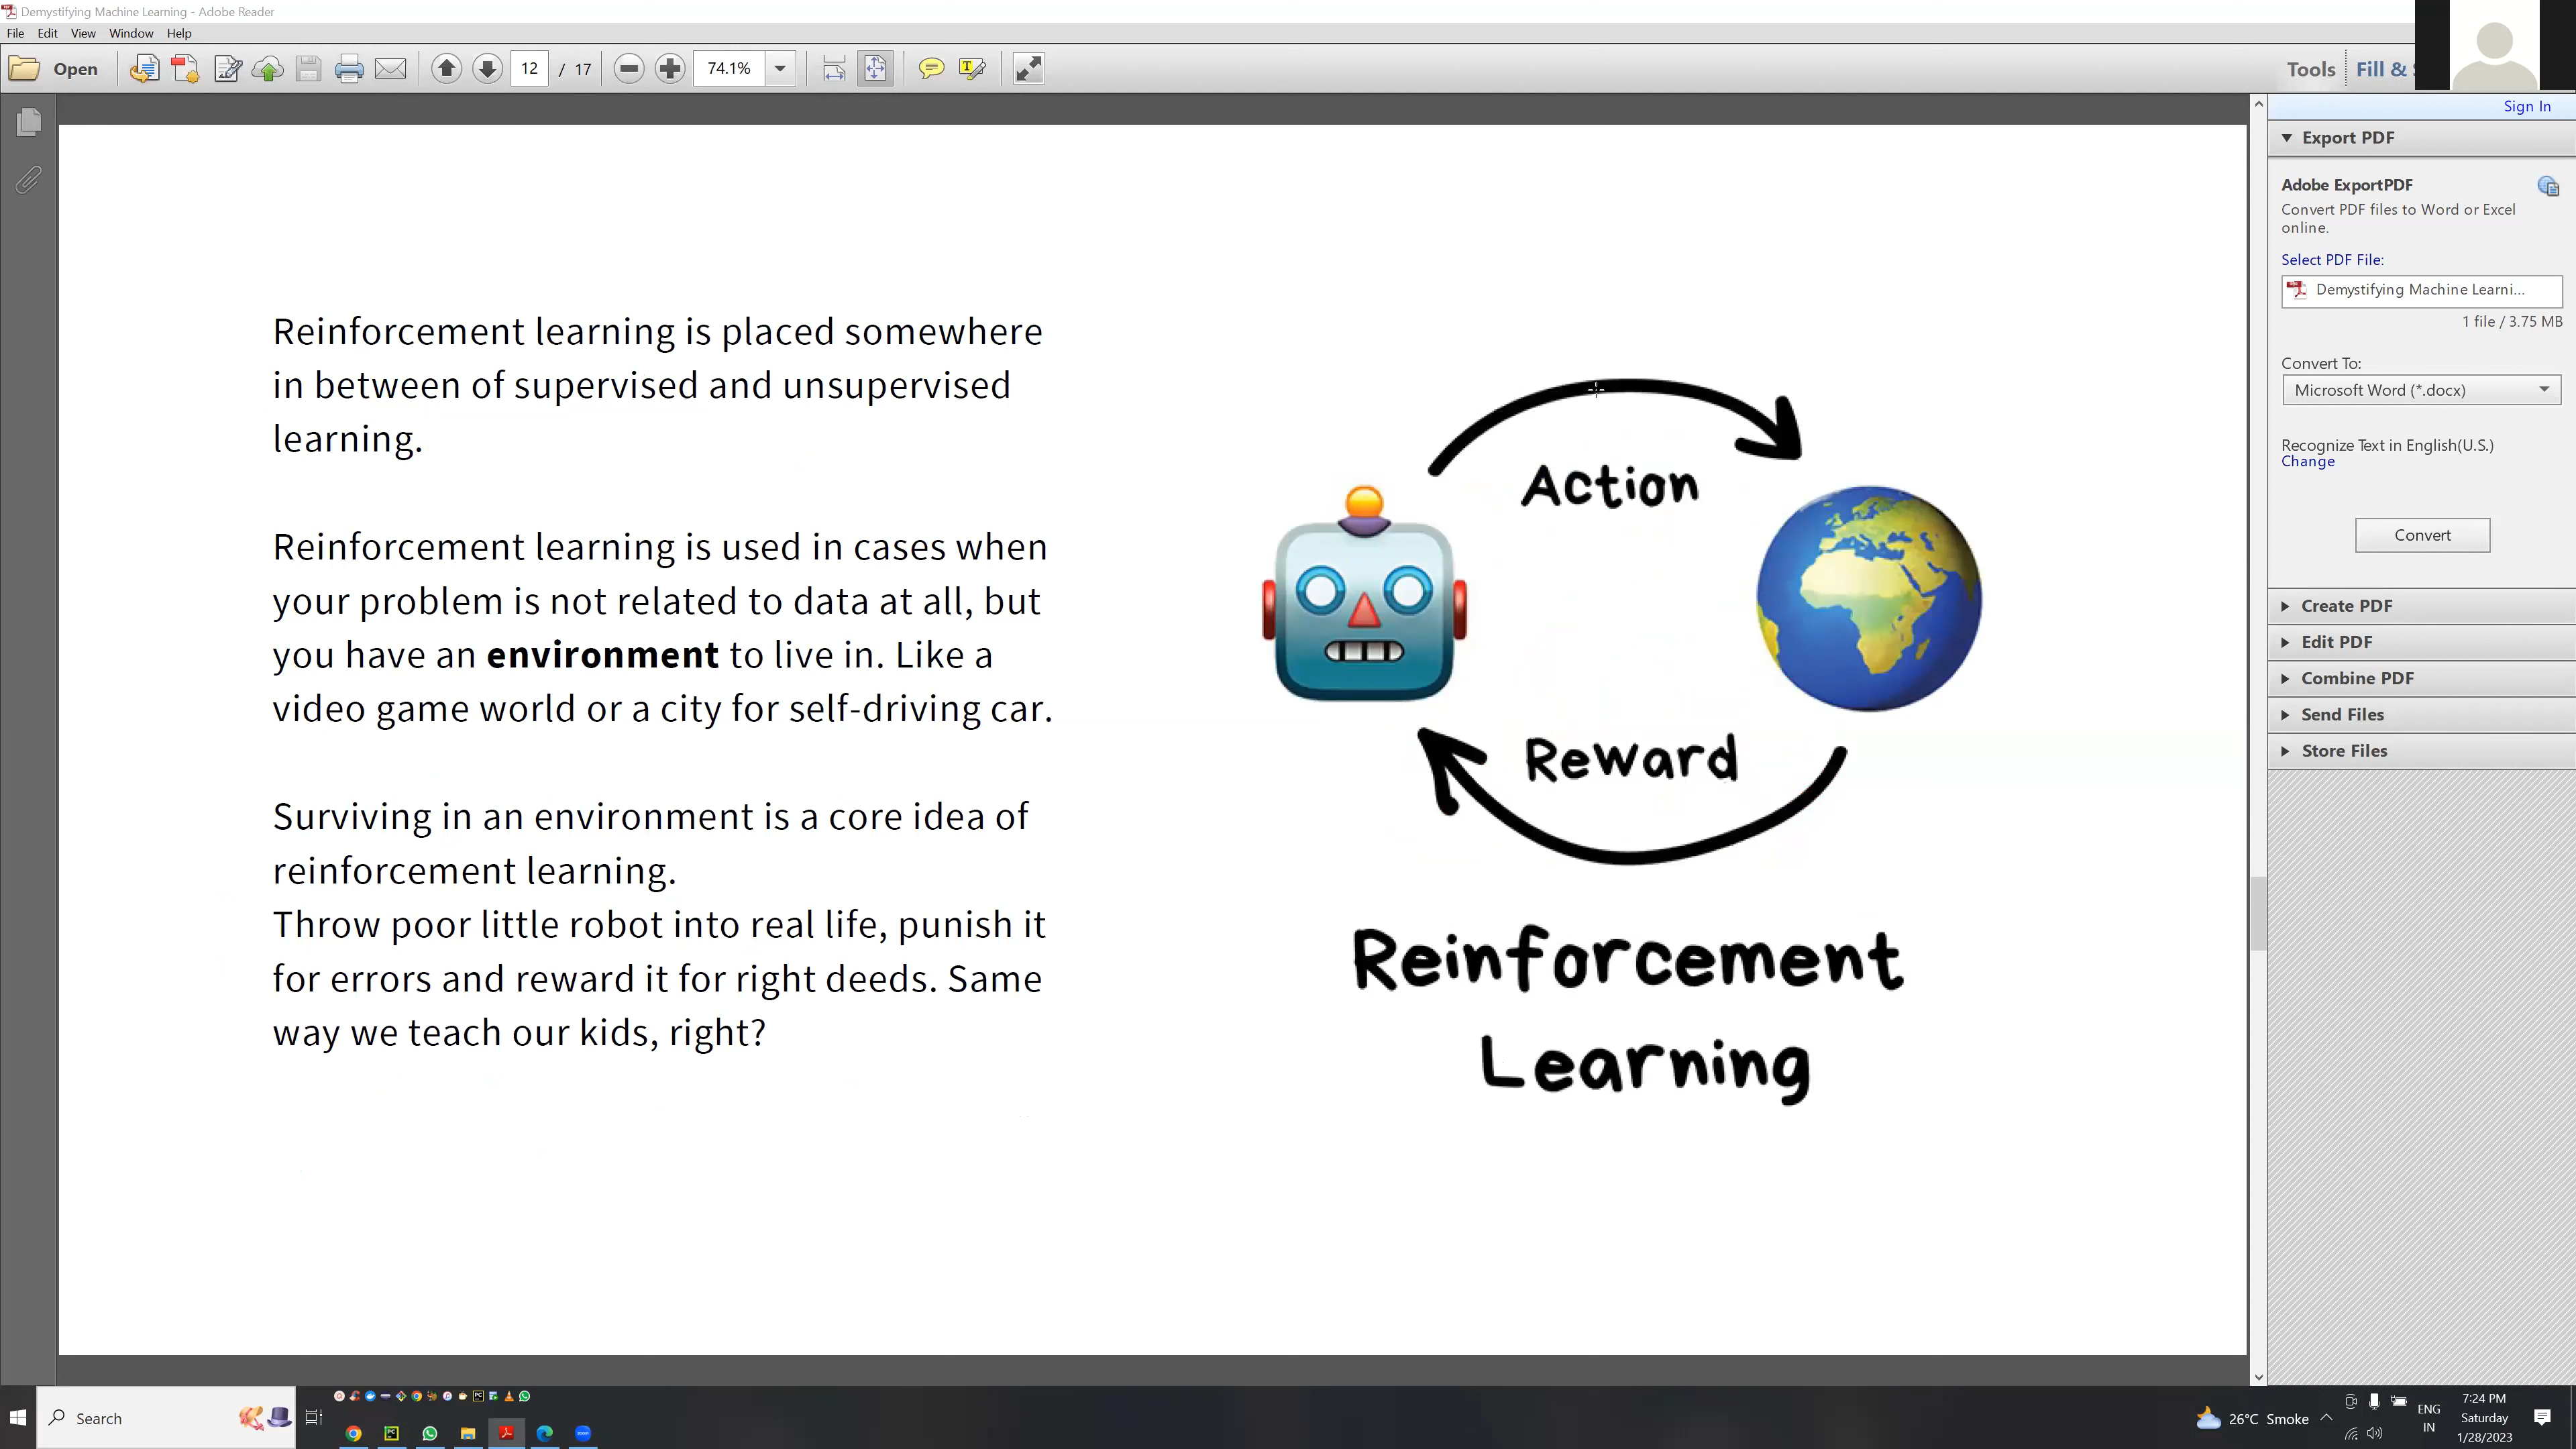 Demystifying Machine Learning - Adobe Reader
File Edit View Window Help
Open 12 / 17 74.1% Tools Fill &
Sign In
Export PDF
Adobe ExportPDF
Convert PDF files to Word or Excel
online.
Select PDF File:
Demystifying Machine Learni...
1 file / 3.75 MB
Convert To:
Microsoft Word (*.docx)
Recognize Text in English(U.S.)
Change
Convert
Create PDF
Edit PDF
Combine PDF
Send Files
Store Files
Reinforcement learning is placed somewhere
in between of supervised and unsupervised
learning.
Reinforcement learning is used in cases when
your problem is not related to data at all, but
you have an environment to live in. Like a
video game world or a city for self-driving car.
Surviving in an environment is a core idea of
reinforcement learning.
Throw poor little robot into real life, punish it
for errors and reward it for right deeds. Same
way we teach our kids, right?
Action
Reward
Reinforcement
Learning
Search
26°C Smoke
ENG
IN
7:24 PM
Saturday
1/28/2023